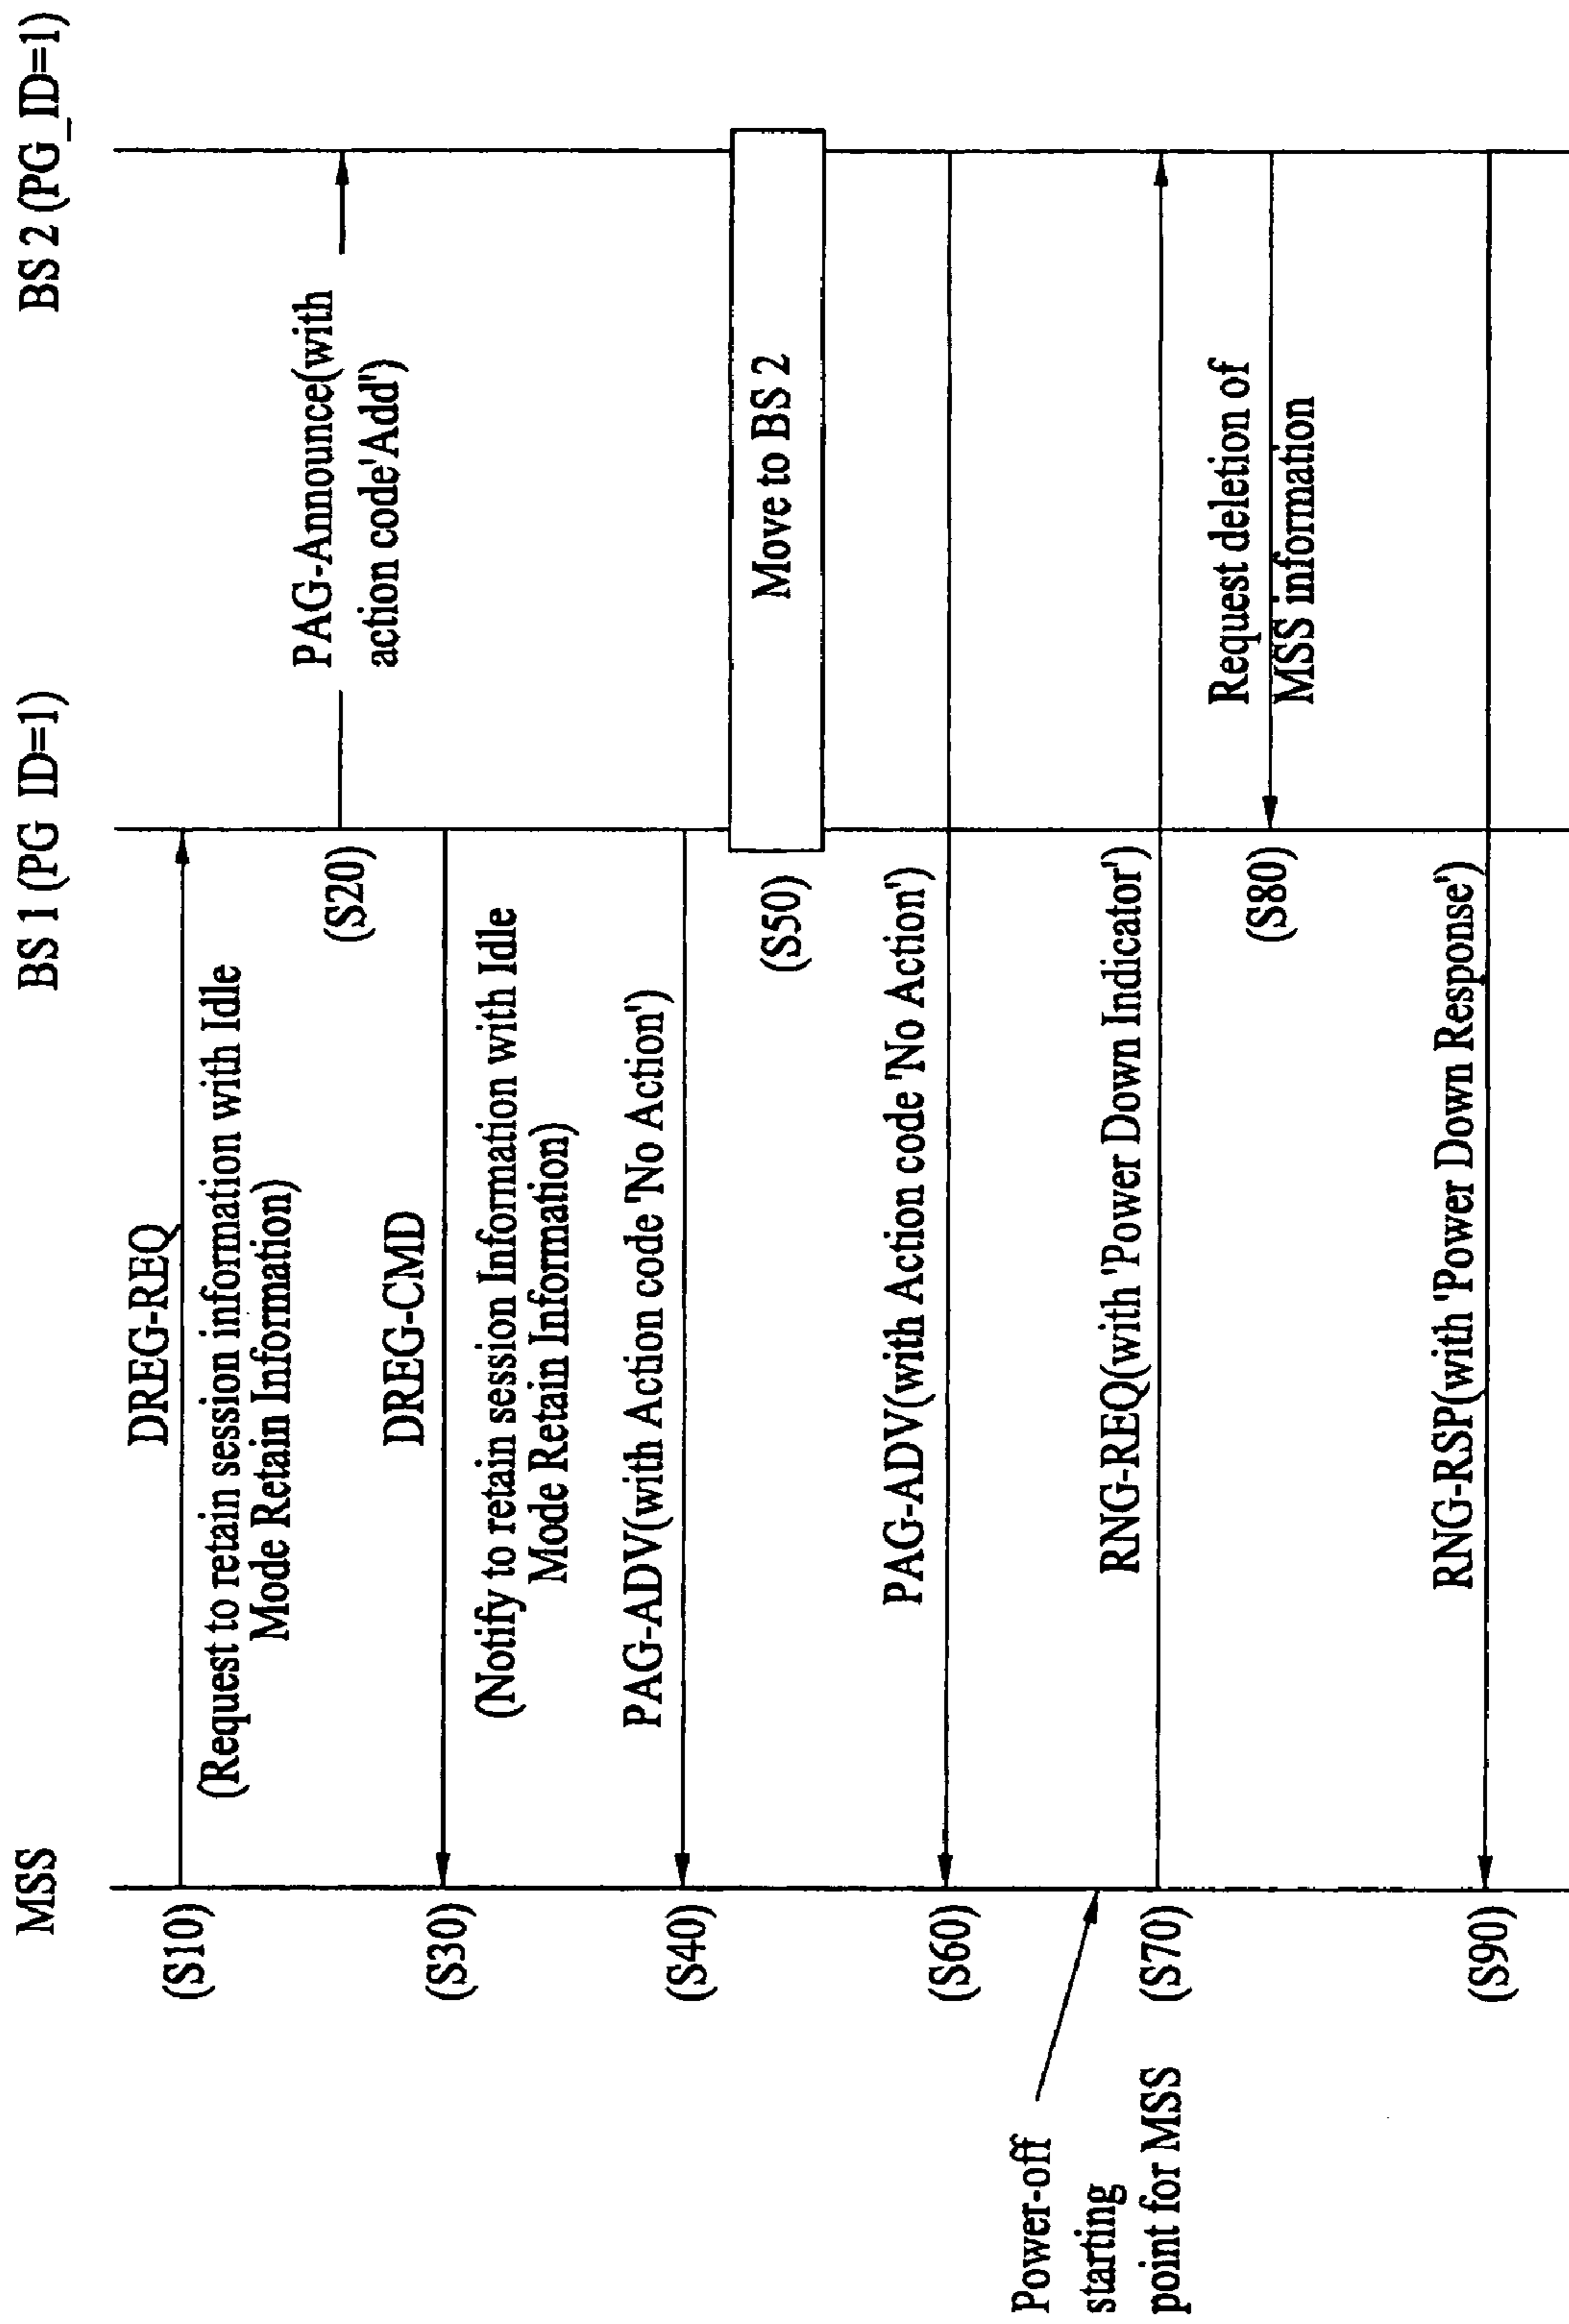 MSS
BS 1 (PG ID=1)
BS 2 (PG_ID=1)
(S10)
DREG-REQ
(Request to retain session information with Idle
Mode Retain Information)
(S20)
PAG-Announce(with
action code'Add')
(S30)
DREG-CMD
(Notify to retain session Information with Idle
Mode Retain Information)
(S40)
PAG-ADV(with Action code 'No Action')
(S50)
Move to BS 2
(S60)
PAG-ADV(with Action code 'No Action')
Power-off
starting
point for MSS
(S70)
RNG-REQ(with 'Power Down Indicator')
(S80)
Request deletion of
MSS information
(S90)
RNG-RSP(with 'Power Down Response')